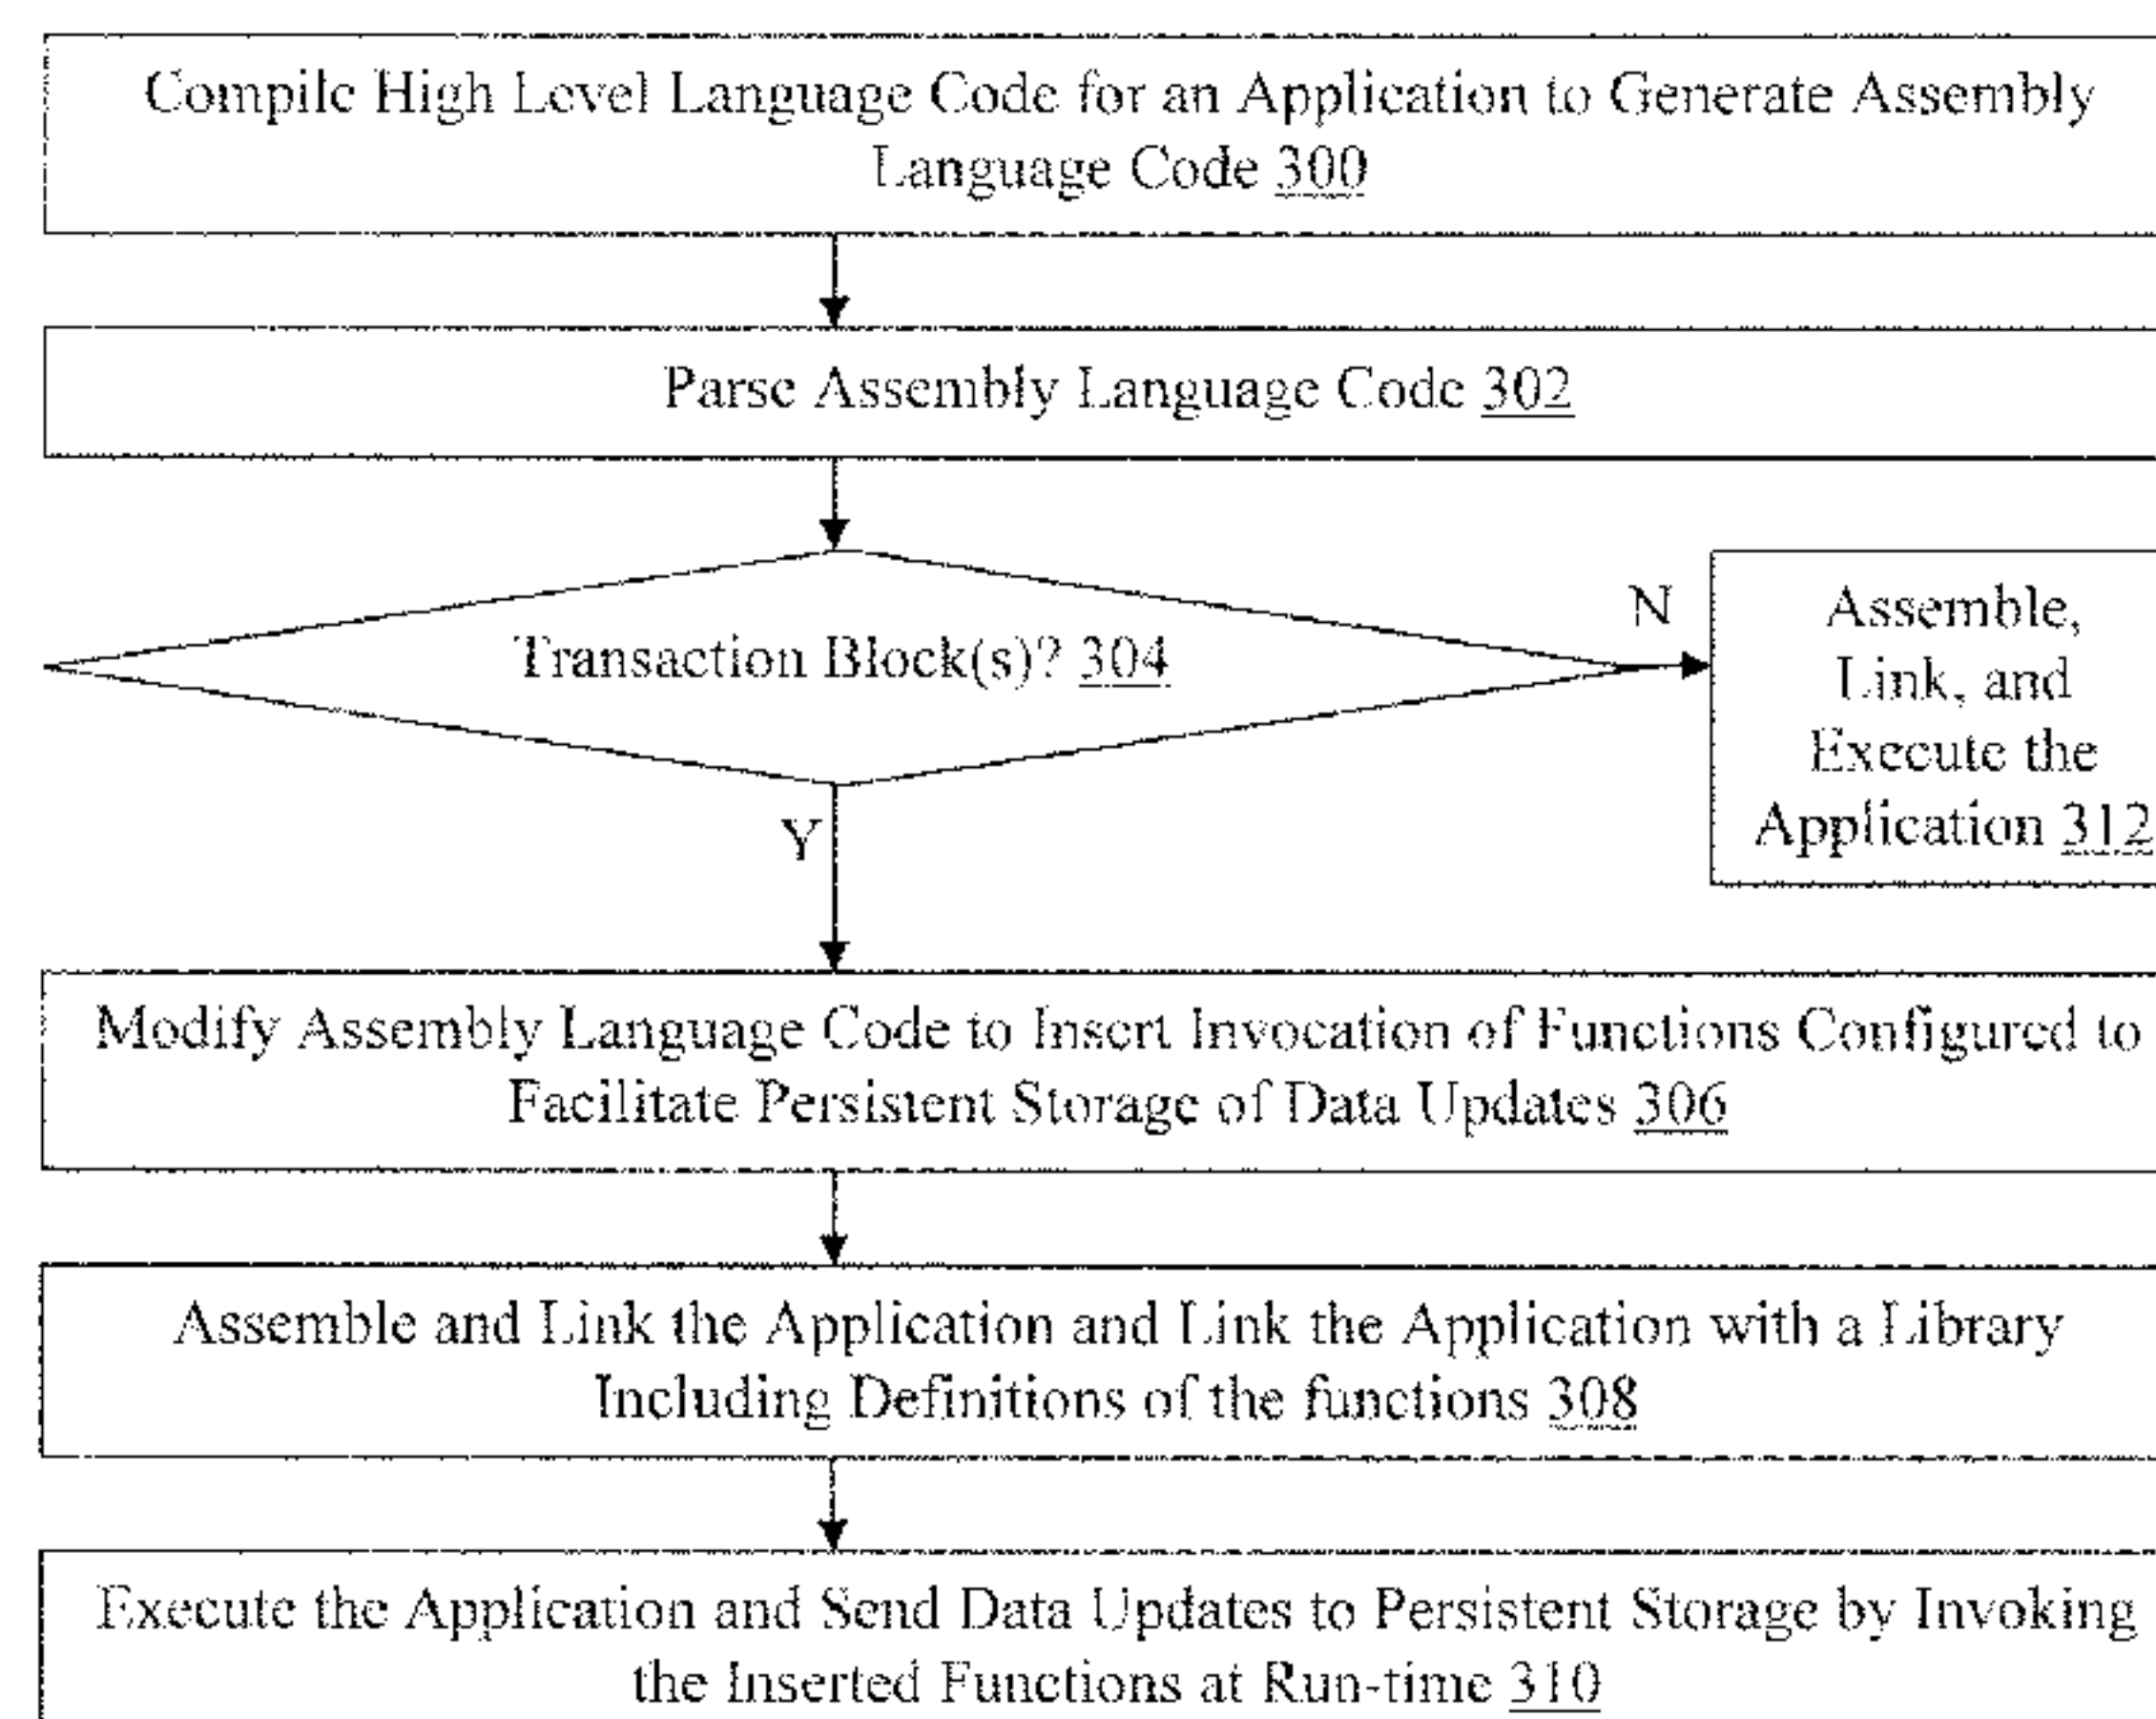 Compile High Level Language Code for an Application to Generate Assembly
Language Code 300
Parse Assembly Language Code 302
Transaction Block(s)? 304
N
Assemble,
Link, and
Execute the
Application 312
Y
Modify Assembly Language Code to Insert Invocation of Functions Configured to
Facilitate Persistent Storage of Data Updates 306
Assemble and Link the Application and Link the Application with a Library
Including Definitions of the functions 308
Execute the Application and Send Data Updates to Persistent Storage by Invoking
the Inserted Functions at Run-time 310